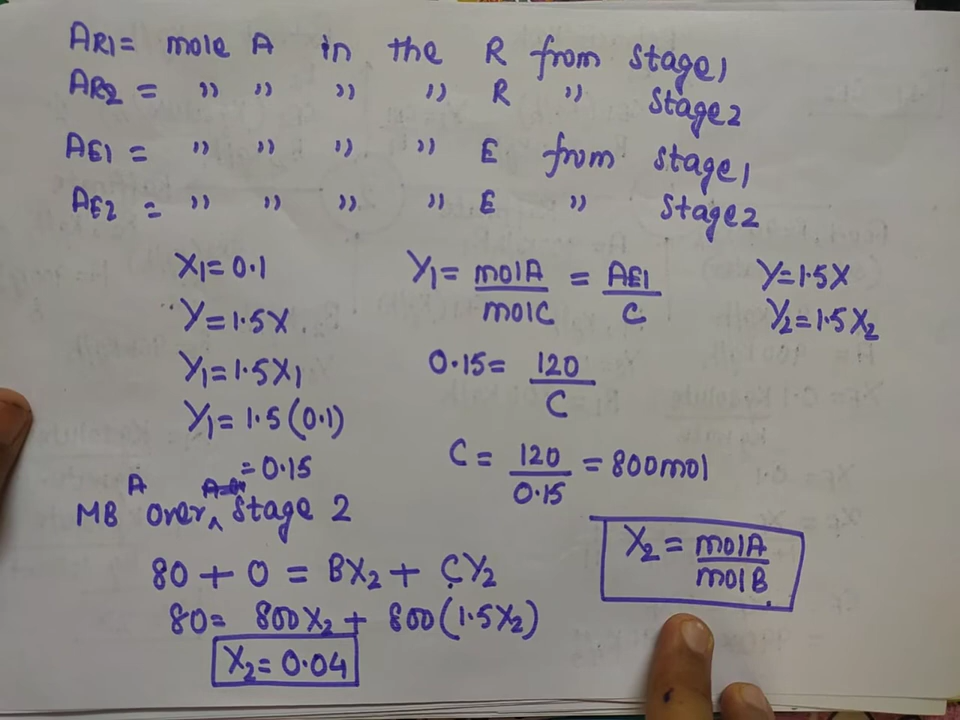 AR1 = mole A in the R from stage1
AR2 = " " " " R " stage2
AE1 = " " " " E from stage1
AE2 = " " " " E " stage2
X1 = 0.1
Y = 1.5X
Y1 = 1.5X1
Y1 = 1.5(0.1)
= 0.15
Y1 = molA/molC = AE1/C
0.15 = 120/C
C = 120/0.15 = 800mol
Y = 1.5X
Y2 = 1.5X2
MB A over stage 2
80 + 0 = BX2 + CY2
80 = 800X2 + 800(1.5X2)
X2 = 0.04
X2 = molA/molB